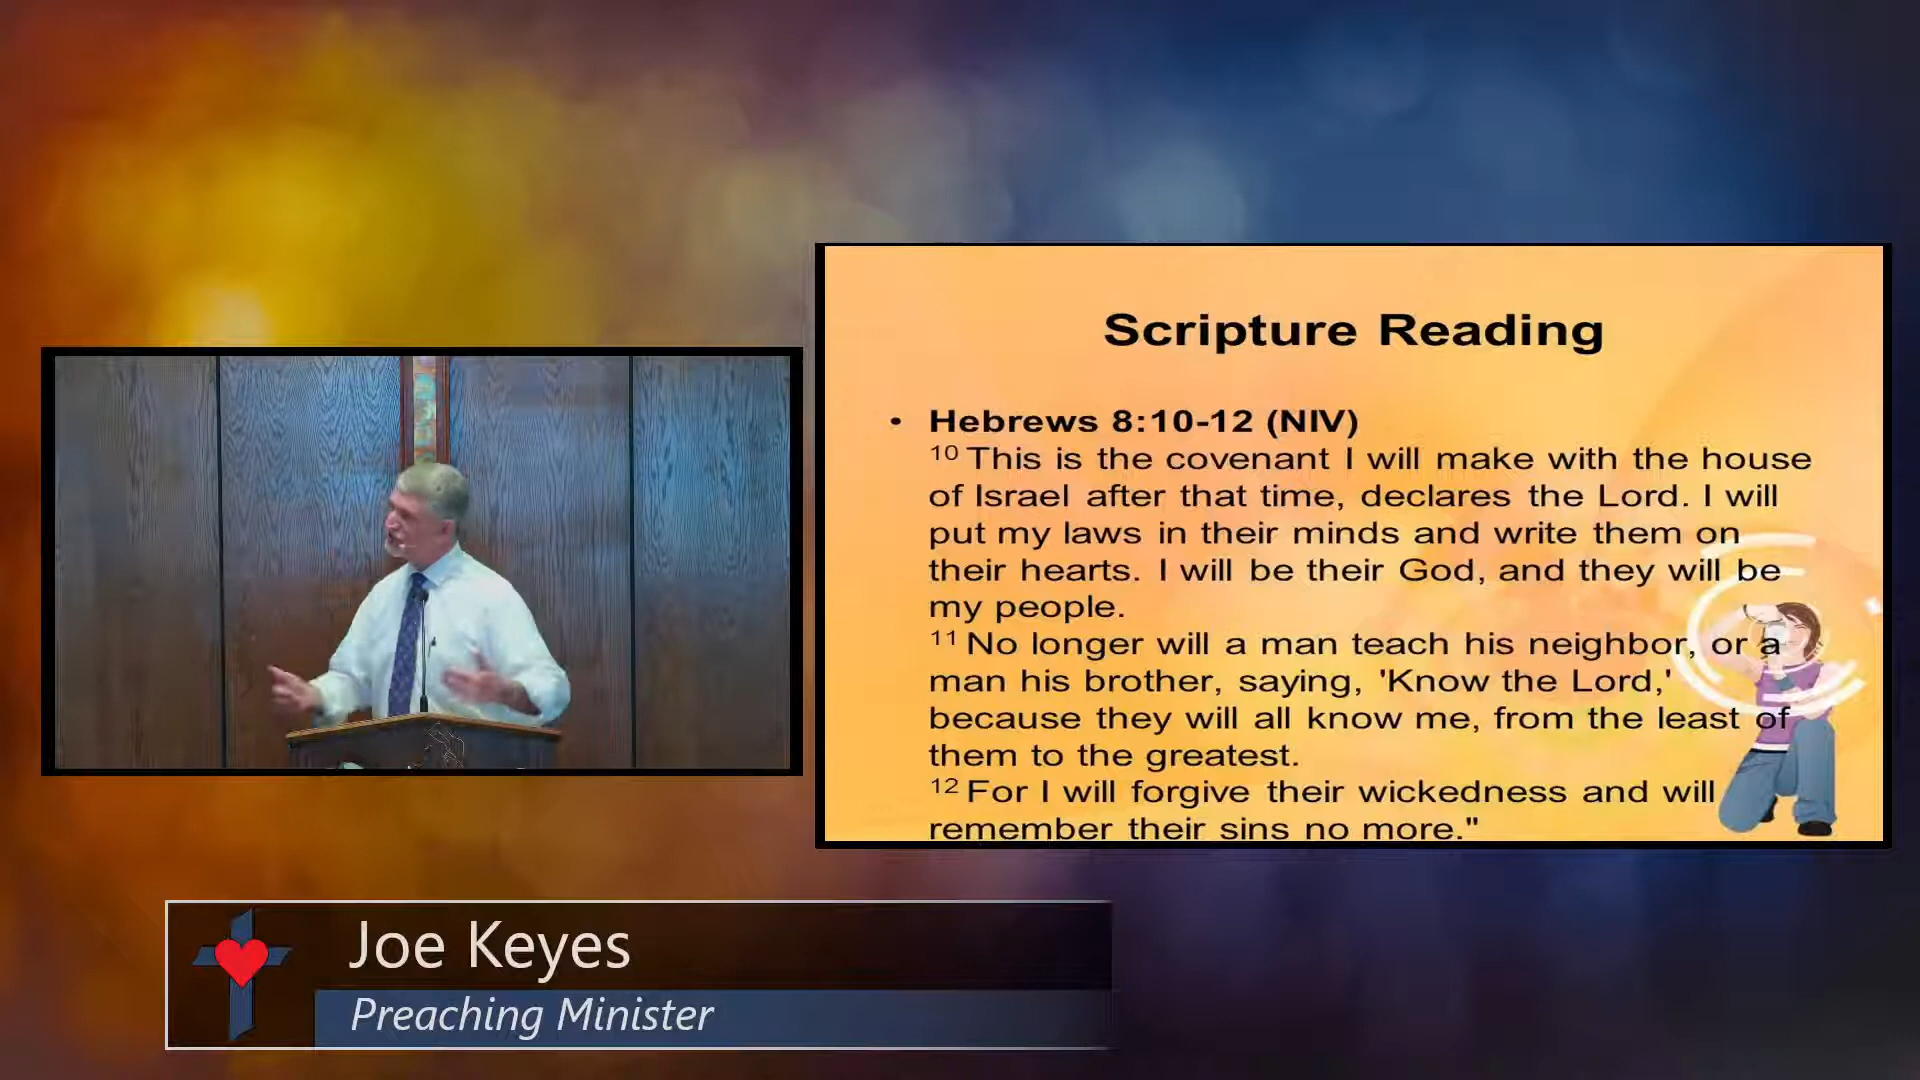 Scripture Reading
• Hebrews 8:10-12 (NIV)
10 This is the covenant I will make with the house
of Israel after that time, declares the Lord. I will
put my laws in their minds and write them on
their hearts. I will be their God, and they will be
my people.
11 No longer will a man teach his neighbor, or a
man his brother, saying, 'Know the Lord,'
because they will all know me, from the least of
them to the greatest.
12 For I will forgive their wickedness and will
remember their sins no more."
Joe Keyes
Preaching Minister